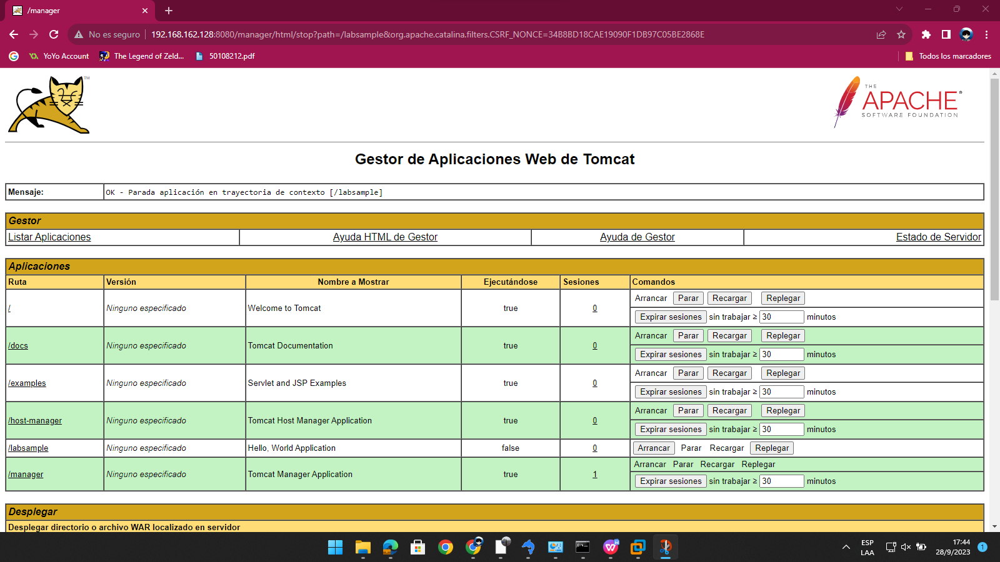 /manager
No es seguro 192.168.162.128:8080/manager/html/stop?path=/labsample&org.apache.catalina.filters.CSRF_NONCE=34B8BD18CAE19090F1DB97C05BE2868E
YoYo Account The Legend of Zeld... 50108212.pdf Todos los marcadores
TM
THE
APACHE®
SOFTWARE FOUNDATION
Gestor de Aplicaciones Web de Tomcat
Mensaje: OK - Parada aplicación en trayectoria de contexto [/labsample]
Gestor
Listar Aplicaciones Ayuda HTML de Gestor Ayuda de Gestor Estado de Servidor
Aplicaciones
Ruta Versión Nombre a Mostrar Ejecutándose Sesiones Comandos
/ Ninguno especificado Welcome to Tomcat true 0 Arrancar Parar Recargar Replegar
Expirar sesiones sin trabajar ≥ 30 minutos
/docs Ninguno especificado Tomcat Documentation true 0 Arrancar Parar Recargar Replegar
Expirar sesiones sin trabajar ≥ 30 minutos
/examples Ninguno especificado Servlet and JSP Examples true 0 Arrancar Parar Recargar Replegar
Expirar sesiones sin trabajar ≥ 30 minutos
/host-manager Ninguno especificado Tomcat Host Manager Application true 0 Arrancar Parar Recargar Replegar
Expirar sesiones sin trabajar ≥ 30 minutos
/labsample Ninguno especificado Hello, World Application false 0 Arrancar Parar Recargar Replegar
/manager Ninguno especificado Tomcat Manager Application true 1 Arrancar Parar Recargar Replegar
Expirar sesiones sin trabajar ≥ 30 minutos
Desplegar
Desplegar directorio o archivo WAR localizado en servidor
ESP 17:44
LAA 28/9/2023 1